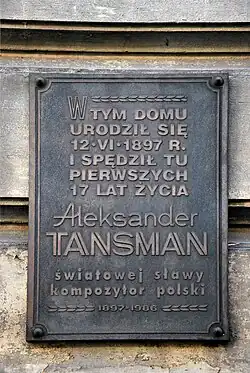 W TYM DOMU
URODZIŁ SIĘ
12·VI·1897 R.
I SPĘDZIŁ TU
PIERWSZYCH
17 LAT ŻYCIA
Aleksander
TANSMAN
światowej sławy
kompozytor polski
1897-1986